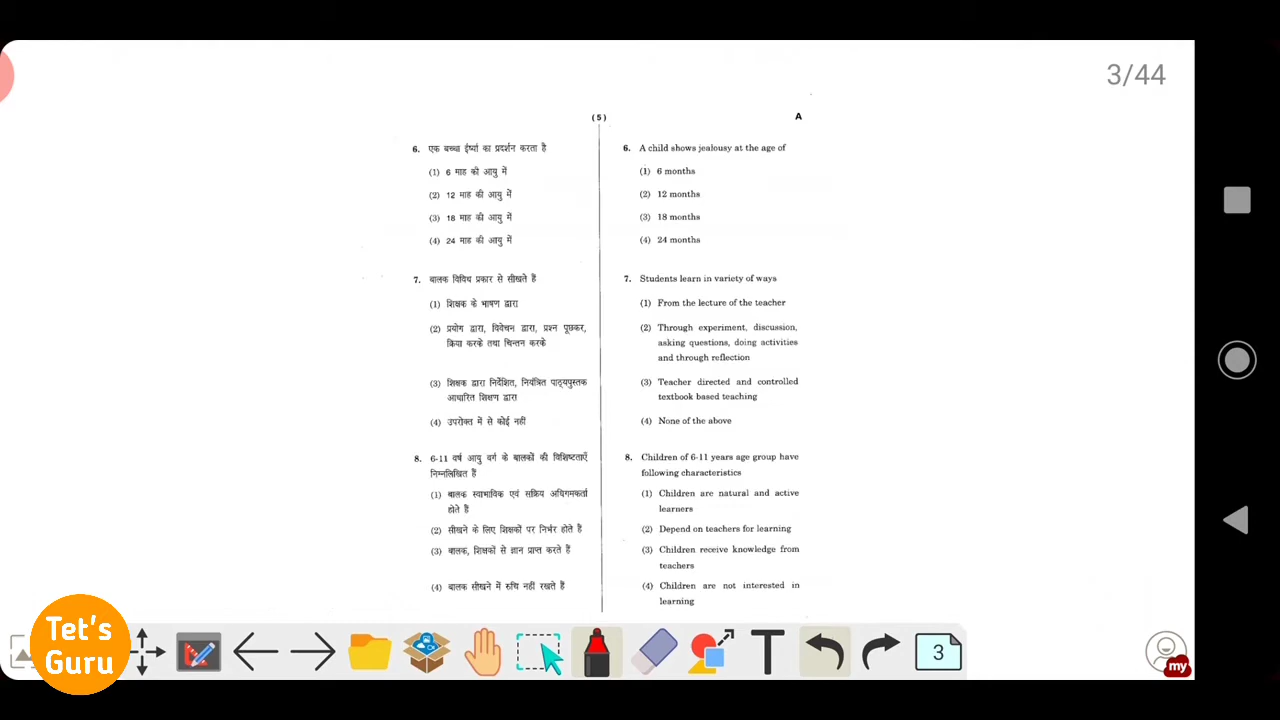 3/44
(5)
A
6. एक बच्चा ईर्ष्या का प्रदर्शन करता है
(1) 6 माह की आयु में
(2) 12 माह की आयु में
(3) 18 माह की आयु में
(4) 24 माह की आयु में
7. बालक विविध प्रकार से सीखते हैं
(1) शिक्षक के भाषण द्वारा
(2) प्रयोग द्वारा, विवेचन द्वारा, प्रश्न पूछकर,
क्रिया करके तथा चिन्तन करके
(3) शिक्षक द्वारा निर्देशित, नियंत्रित पाठ्यपुस्तक
आधारित शिक्षण द्वारा
(4) उपरोक्त में से कोई नहीं
8. 6-11 वर्ष आयु वर्ग के बालकों की विशिष्टताएँ
निम्नलिखित हैं
(1) बालक स्वाभाविक एवं सक्रिय अधिगमकर्ता
होते हैं
(2) सीखने के लिए शिक्षकों पर निर्भर होते हैं
(3) बालक, शिक्षकों से ज्ञान प्राप्त करते हैं
(4) बालक सीखने में रुचि नहीं रखते हैं
6. A child shows jealousy at the age of
(1) 6 months
(2) 12 months
(3) 18 months
(4) 24 months
7. Students learn in variety of ways
(1) From the lecture of the teacher
(2) Through experiment, discussion,
asking questions, doing activities
and through reflection
(3) Teacher directed and controlled
textbook based teaching
(4) None of the above
8. Children of 6-11 years age group have
following characteristics
(1) Children are natural and active
learners
(2) Depend on teachers for learning
(3) Children receive knowledge from
teachers
(4) Children are not interested in
learning
Tet's
Guru
T
3
my